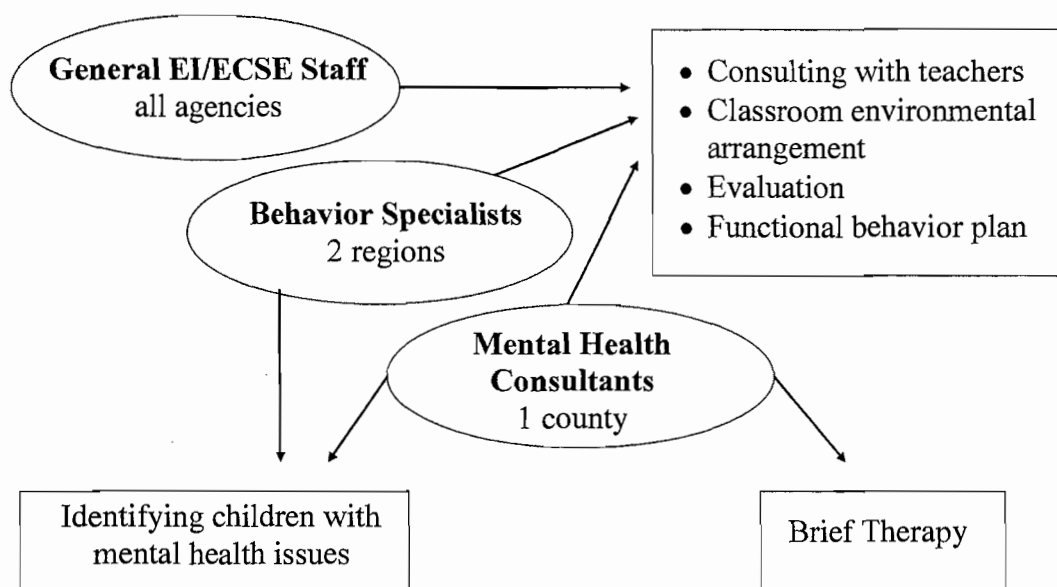 General EI/ECSE Staff
all agencies
• Consulting with teachers
• Classroom environmental
arrangement
• Evaluation
• Functional behavior plan
Behavior Specialists
2 regions
Mental Health
Consultants
1 county
Identifying children with
mental health issues
Brief Therapy